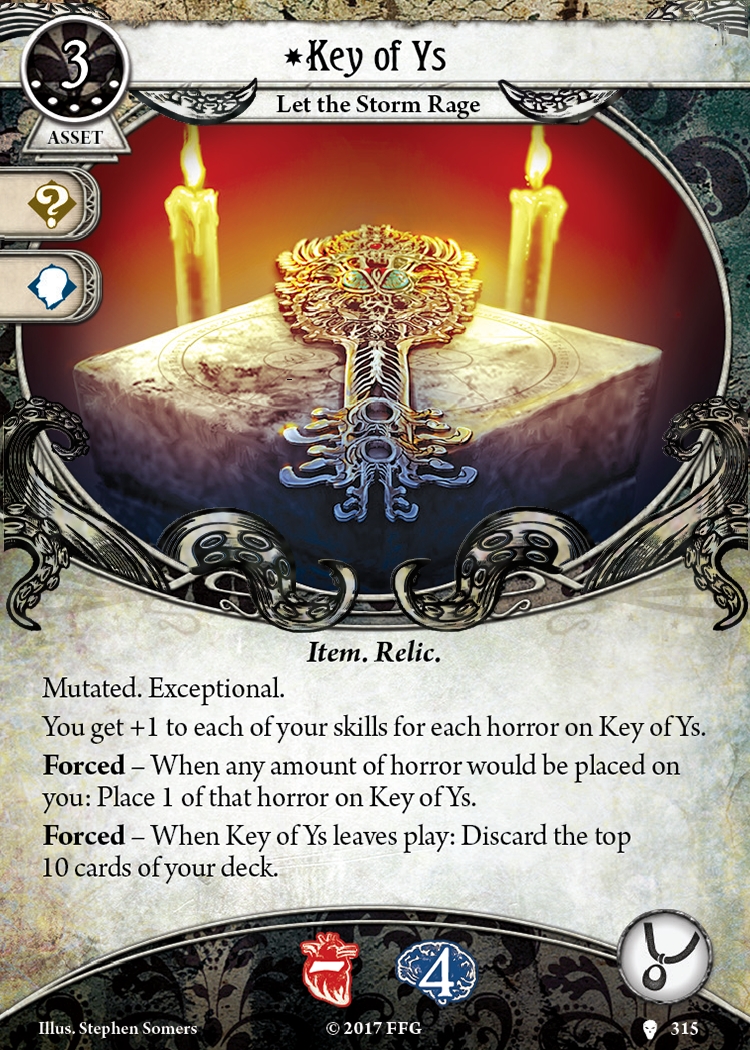 3
Key of Ys
Let the Storm Rage
ASSET
?
Item. Relic.
Mutated. Exceptional.
You get +1 to each of your skills for each horror on Key of Ys.
Forced – When any amount of horror would be placed on
you: Place 1 of that horror on Key of Ys.
Forced – When Key of Ys leaves play: Discard the top
10 cards of your deck.
– 4
Illus. Stephen Somers © 2017 FFG 315